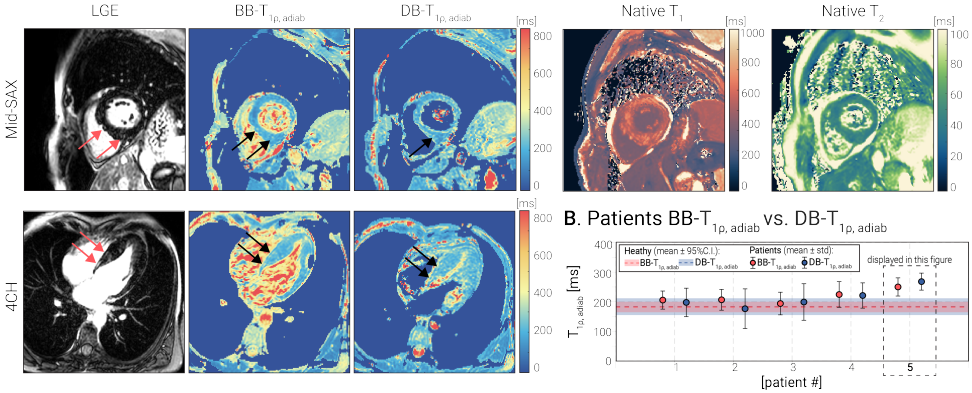 LGE
BB-T1ρ, adiab
DB-T1ρ, adiab
[ms]
Native T1
[ms]
Native T2
[ms]
Mid-SAX
800
600
400
200
0
1000
800
600
400
200
0
100
80
60
40
20
0
4CH
[ms]
800
600
400
200
0
B. Patients BB-T1ρ, adiab vs. DB-T1ρ, adiab
Heathy (mean ± 95%C.I.):
BB-T1ρ, adiab
DB-T1ρ, adiab
Patients (mean ± std):
BB-T1ρ, adiab
DB-T1ρ, adiab
displayed in this figure
T1ρ, adiab [ms]
400
300
200
100
0
1
2
3
4
5
[patient #]